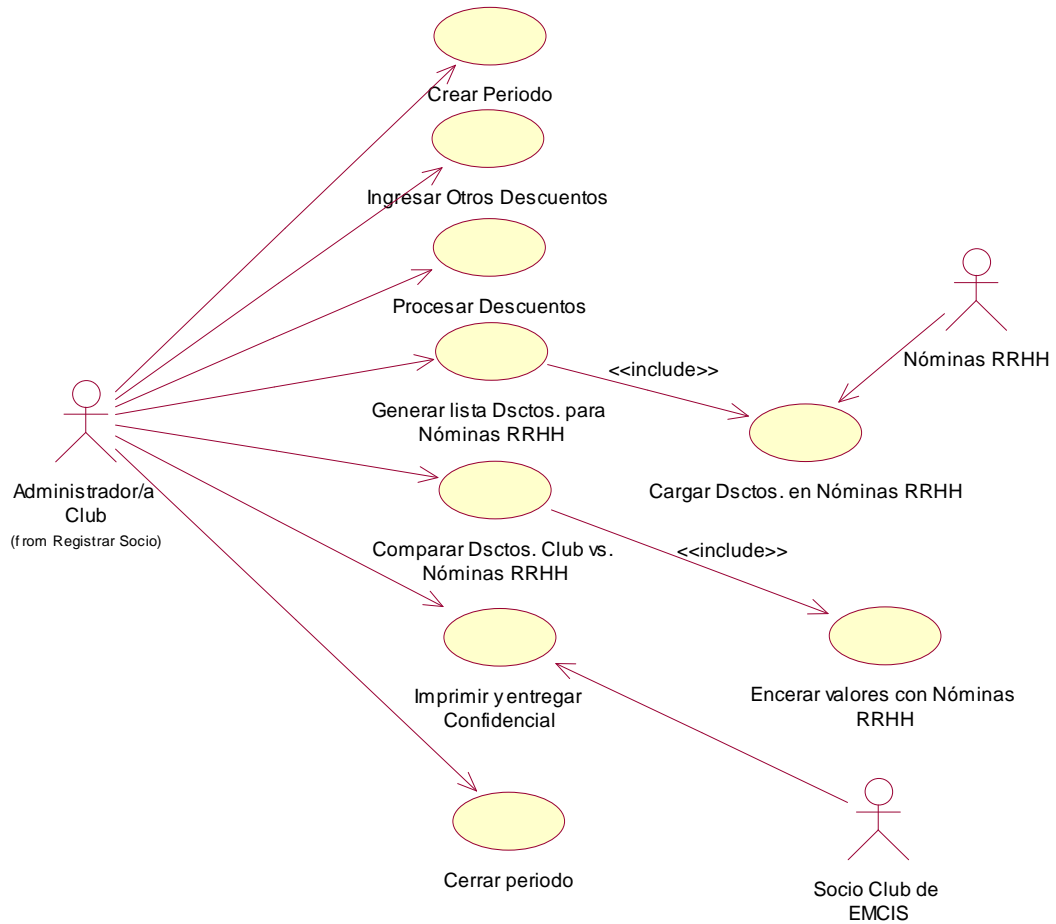 Crear Periodo
Ingresar Otros Descuentos
Procesar Descuentos
Nóminas RRHH
<<include>>
Generar lista Dsctos. para
Nóminas RRHH
Cargar Dsctos. en Nóminas RRHH
Administrador/a
Club
(from Registrar Socio)
Comparar Dsctos. Club vs.
Nóminas RRHH
<<include>>
Imprimir y entregar
Confidencial
Encerar valores con Nóminas
RRHH
Cerrar periodo
Socio Club de
EMCIS